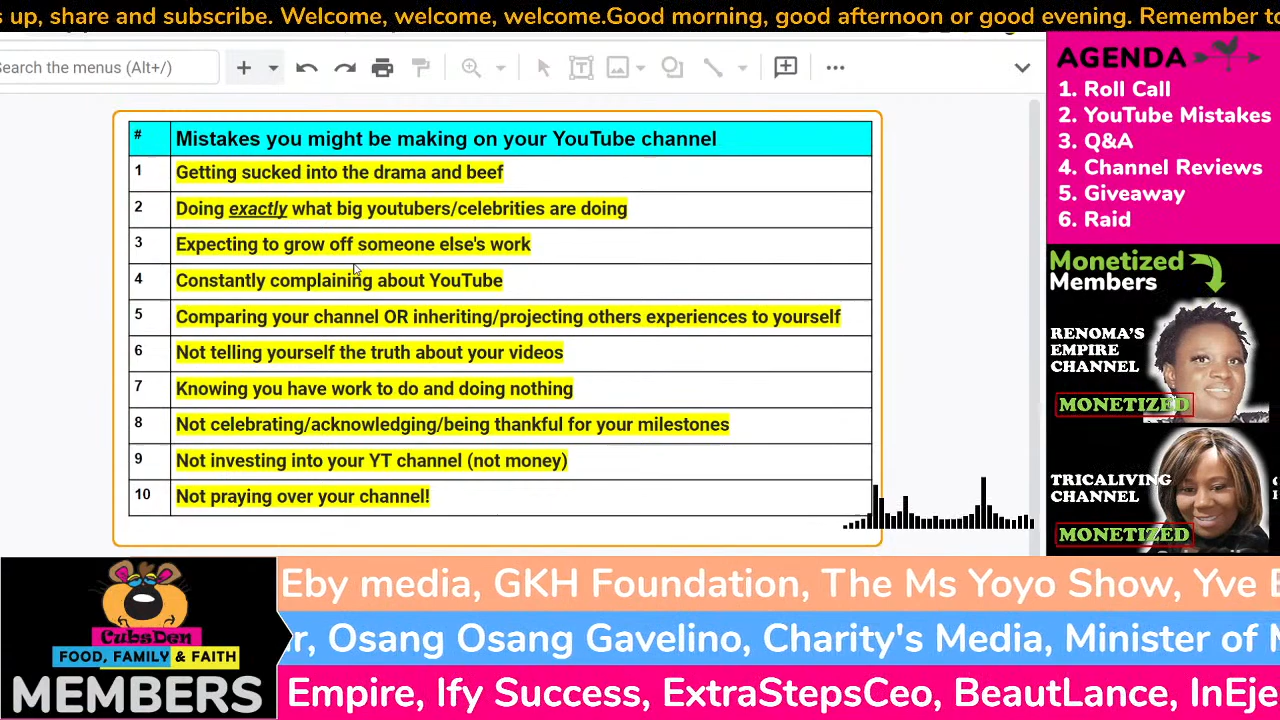 s up, share and subscribe. Welcome, welcome, welcome.Good morning, good afternoon or good evening. Remember to
Search the menus (Alt+/)
# Mistakes you might be making on your YouTube channel
1 Getting sucked into the drama and beef
2 Doing exactly what big youtubers/celebrities are doing
3 Expecting to grow off someone else's work
4 Constantly complaining about YouTube
5 Comparing your channel OR inheriting/projecting others experiences to yourself
6 Not telling yourself the truth about your videos
7 Knowing you have work to do and doing nothing
8 Not celebrating/acknowledging/being thankful for your milestones
9 Not investing into your YT channel (not money)
10 Not praying over your channel!
AGENDA
1. Roll Call
2. YouTube Mistakes
3. Q&A
4. Channel Reviews
5. Giveaway
6. Raid
Monetized
Members
RENOMA'S
EMPIRE
CHANNEL
MONETIZED
TRICALIVING
CHANNEL
MONETIZED
CubsDen
FOOD, FAMILY & FAITH
MEMBERS
Eby media, GKH Foundation, The Ms Yoyo Show, Yve
r, Osang Osang Gavelino, Charity's Media, Minister of
Empire, Ify Success, ExtraStepsCeo, BeautLance, InEje